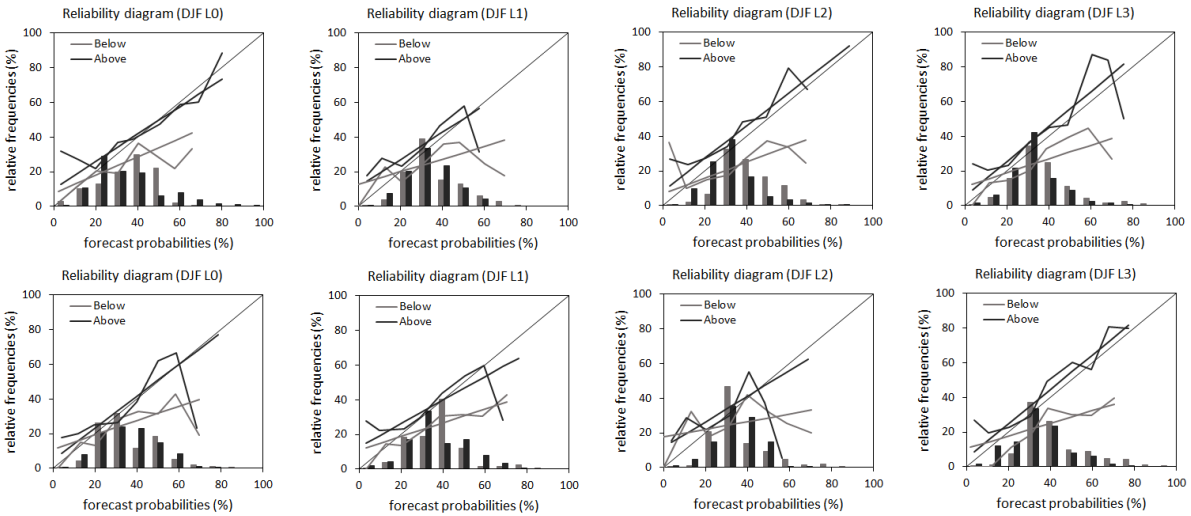 Reliability diagram (DJF L0)
relative frequencies (%)
100
80
60
40
20
0
Below
Above
0 20 40 60 80 100
forecast probabilities (%)
Reliability diagram (DJF L1)
relative frequencies (%)
100
80
60
40
20
0
Below
Above
0 20 40 60 80 100
forecast probabilities (%)
Reliability diagram (DJF L2)
relative frequencies (%)
100
80
60
40
20
0
Below
Above
0 20 40 60 80 100
forecast probabilities (%)
Reliability diagram (DJF L3)
relative frequencies (%)
100
80
60
40
20
0
Below
Above
0 20 40 60 80 100
forecast probabilities (%)
Reliability diagram (DJF L0)
relative frequencies (%)
100
80
60
40
20
0
Below
Above
0 20 40 60 80 100
forecast probabilities (%)
Reliability diagram (DJF L1)
relative frequencies (%)
100
80
60
40
20
0
Below
Above
0 20 40 60 80 100
forecast probabilities (%)
Reliability diagram (DJF L2)
relative frequencies (%)
100
80
60
40
20
0
Below
Above
0 20 40 60 80 100
forecast probabilities (%)
Reliability diagram (DJF L3)
relative frequencies (%)
100
80
60
40
20
0
Below
Above
0 20 40 60 80 100
forecast probabilities (%)